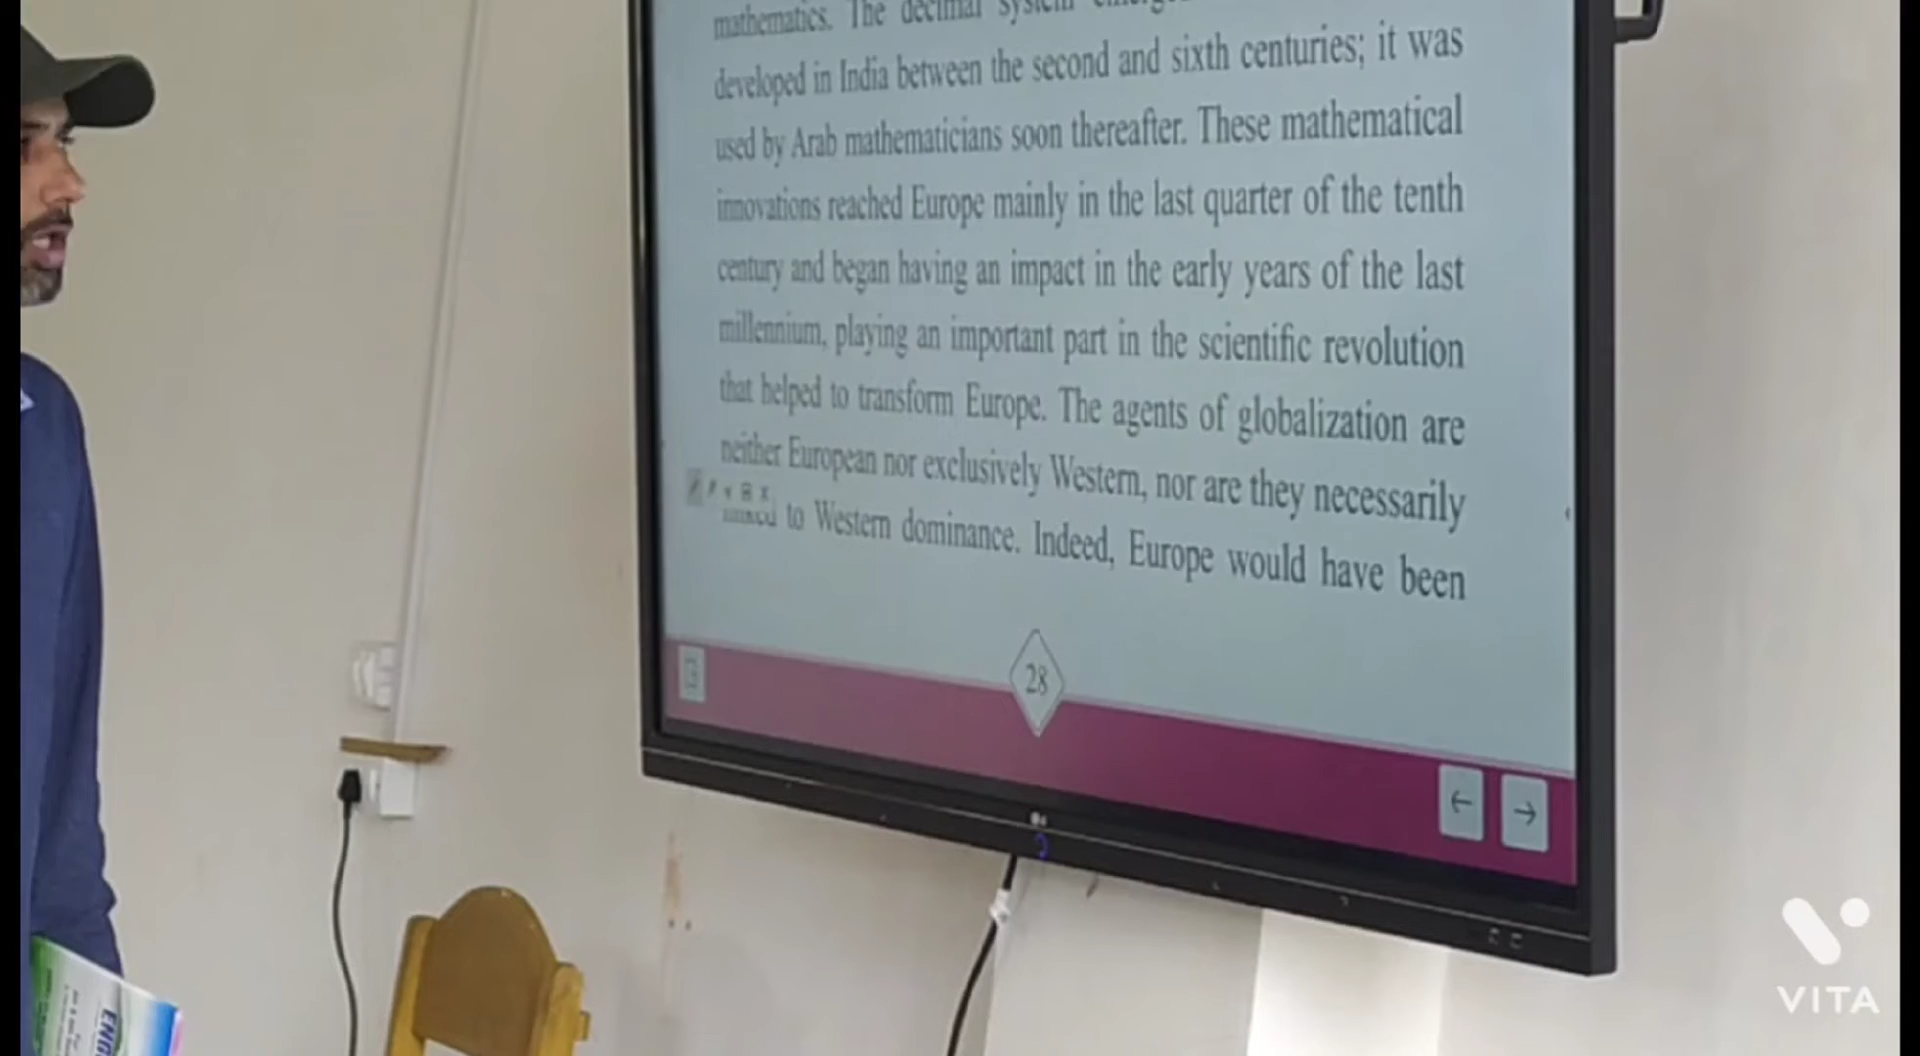 mathematics. The decimal system
developed in India between the second and sixth centuries; it was
used by Arab mathematicians soon thereafter. These mathematical
innovations reached Europe mainly in the last quarter of the tenth
century and began having an impact in the early years of the last
millennium, playing an important part in the scientific revolution
that helped to transform Europe. The agents of globalization are
neither European nor exclusively Western, nor are they necessarily
to Western dominance. Indeed, Europe would have been
28
VITA